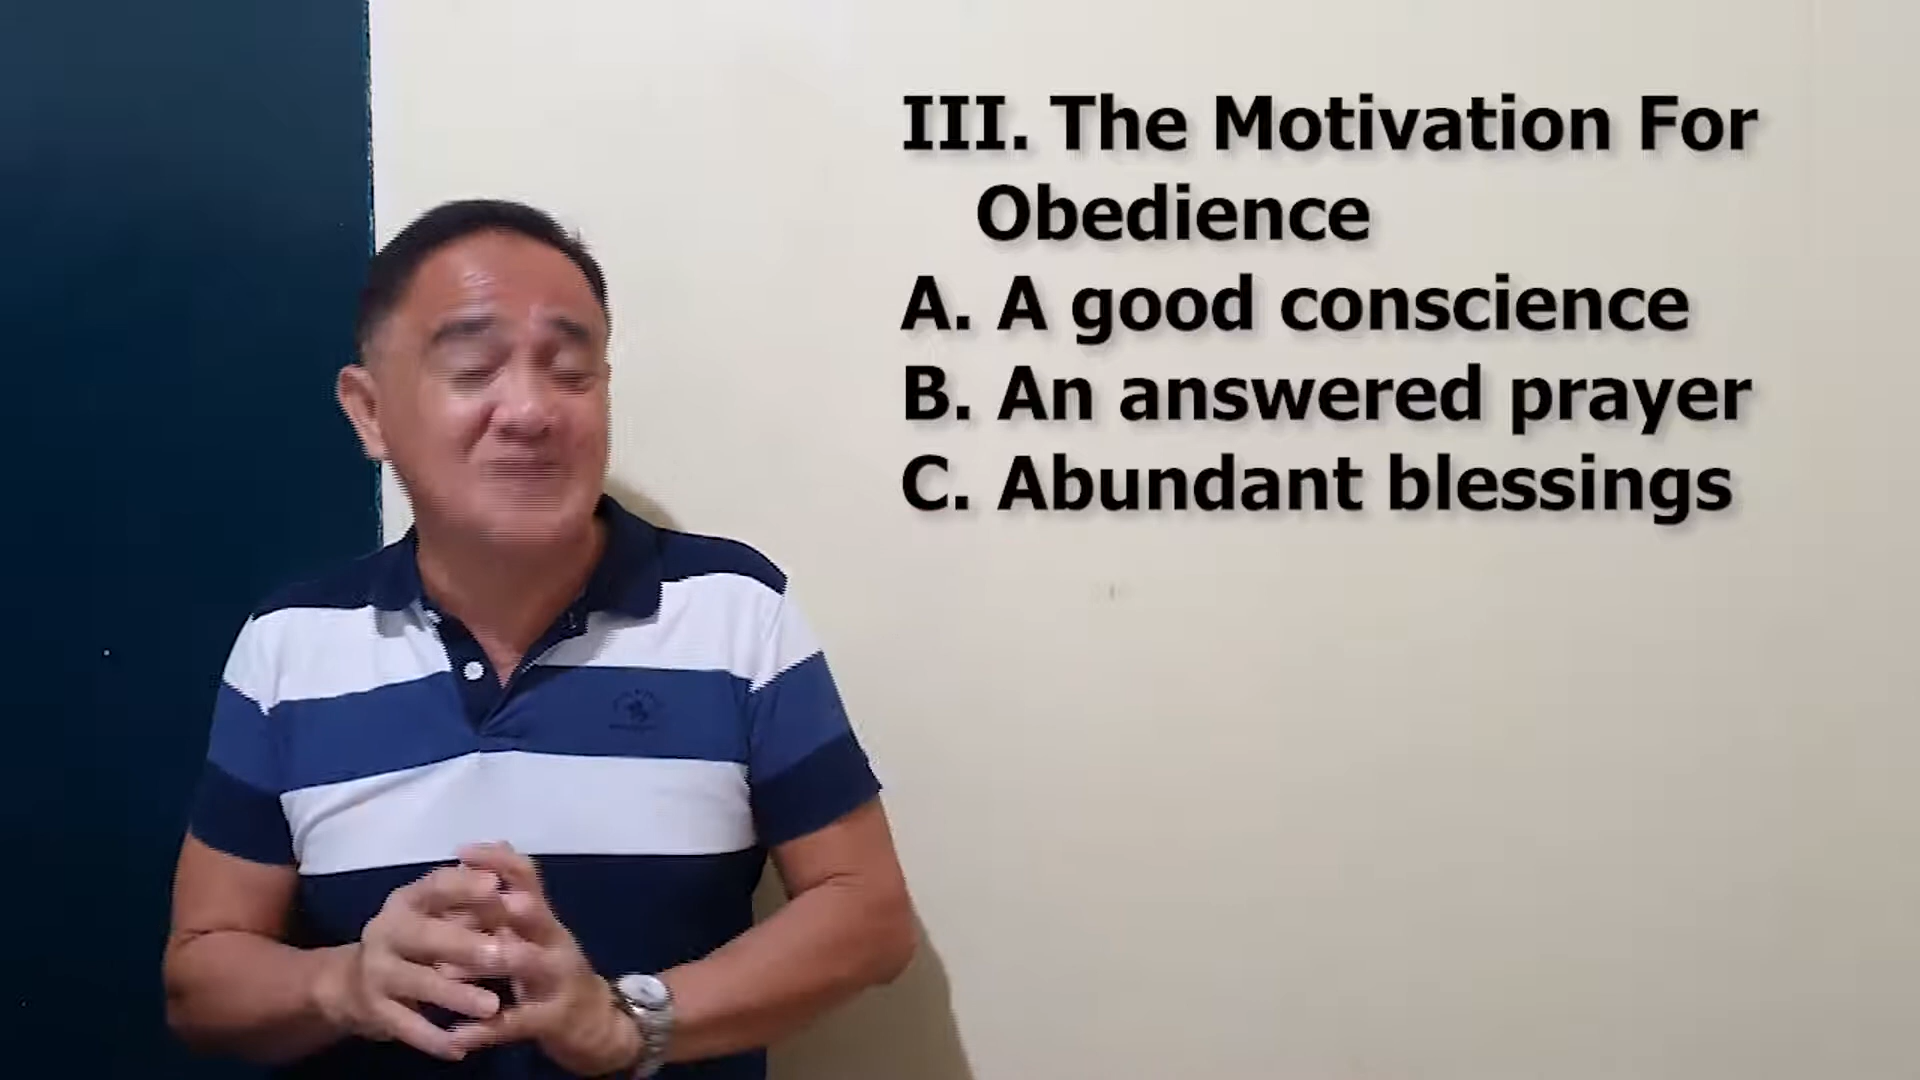 III. The Motivation For
Obedience
A. A good conscience
B. An answered prayer
C. Abundant blessings